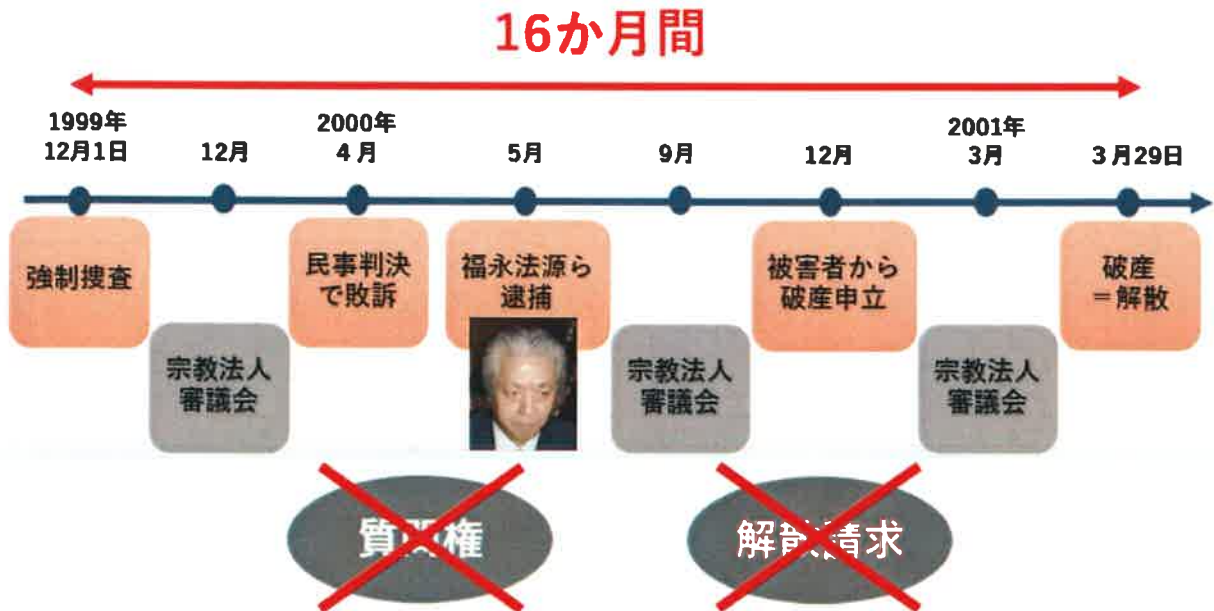 16か月間
1999年
12月1日
12月
2000年
4月
5月
9月
12月
2001年
3月
3月29日
強制捜査
民事判決
で敗訴
福永法源ら
逮捕
被害者から
破産申立
破産
＝解散
宗教法人
審議会
宗教法人
審議会
宗教法人
審議会
質問権
解散請求